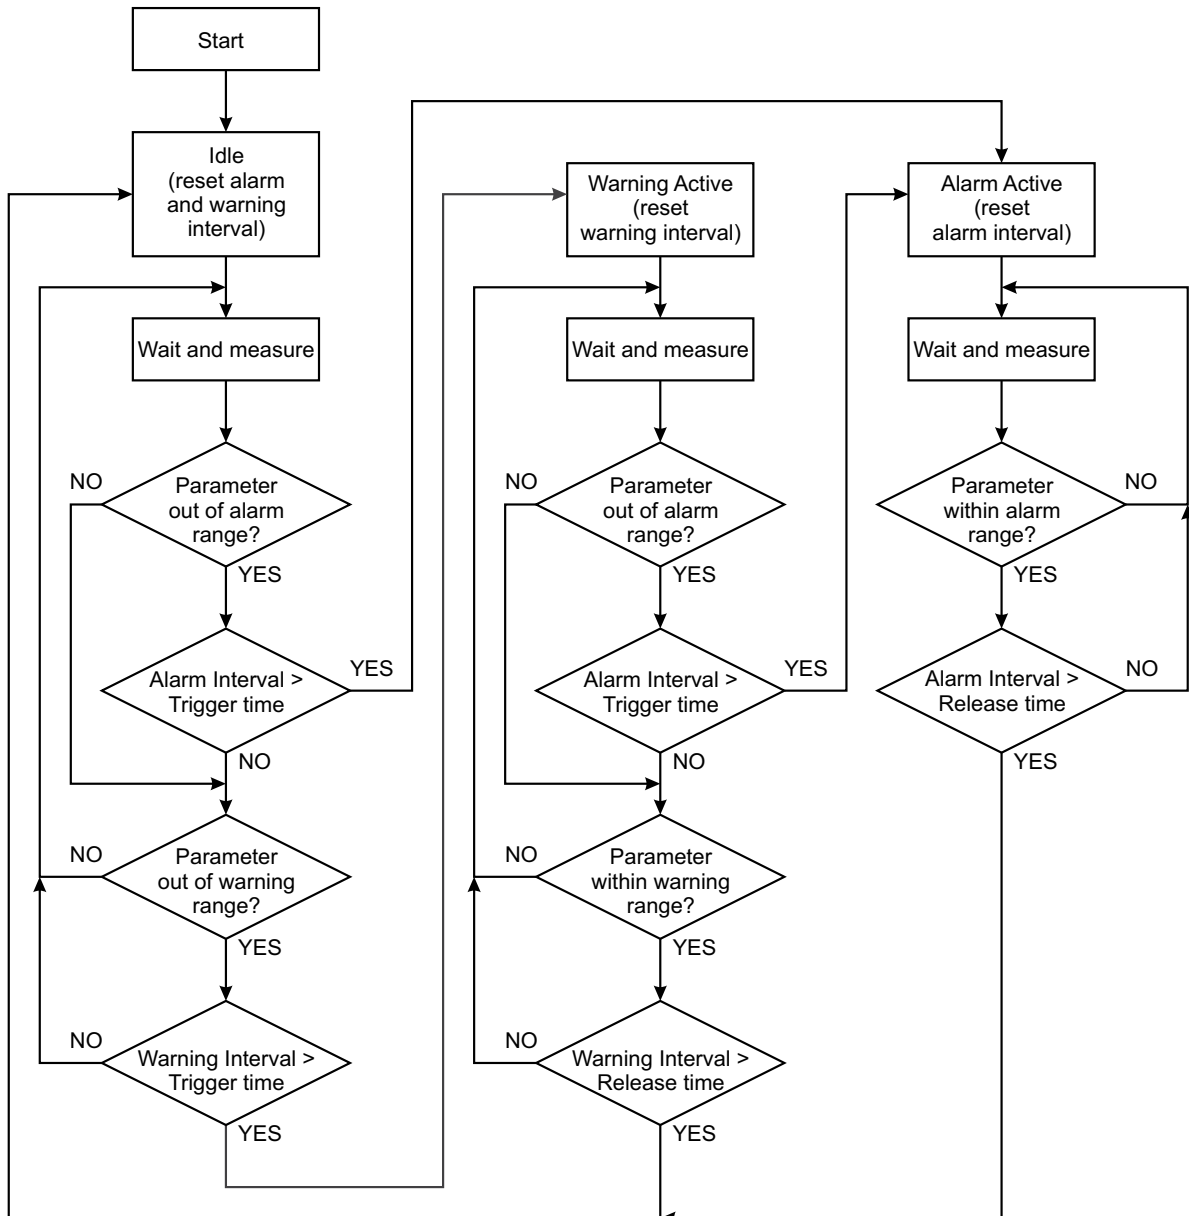 Start
Idle
(reset alarm
and warning
interval)
Wait and measure
NO
Parameter
out of alarm
range?
YES
Alarm Interval >
Trigger time
YES
NO
NO
Parameter
out of warning
range?
YES
NO
Warning Interval >
Trigger time
YES
Warning Active
(reset
warning interval)
Wait and measure
NO
Parameter
out of alarm
range?
YES
Alarm Interval >
Trigger time
YES
NO
NO
Parameter
within warning
range?
YES
NO
Warning Interval >
Release time
YES
Alarm Active
(reset
alarm interval)
Wait and measure
Parameter
within alarm
range?
NO
YES
Alarm Interval >
Release time
NO
YES